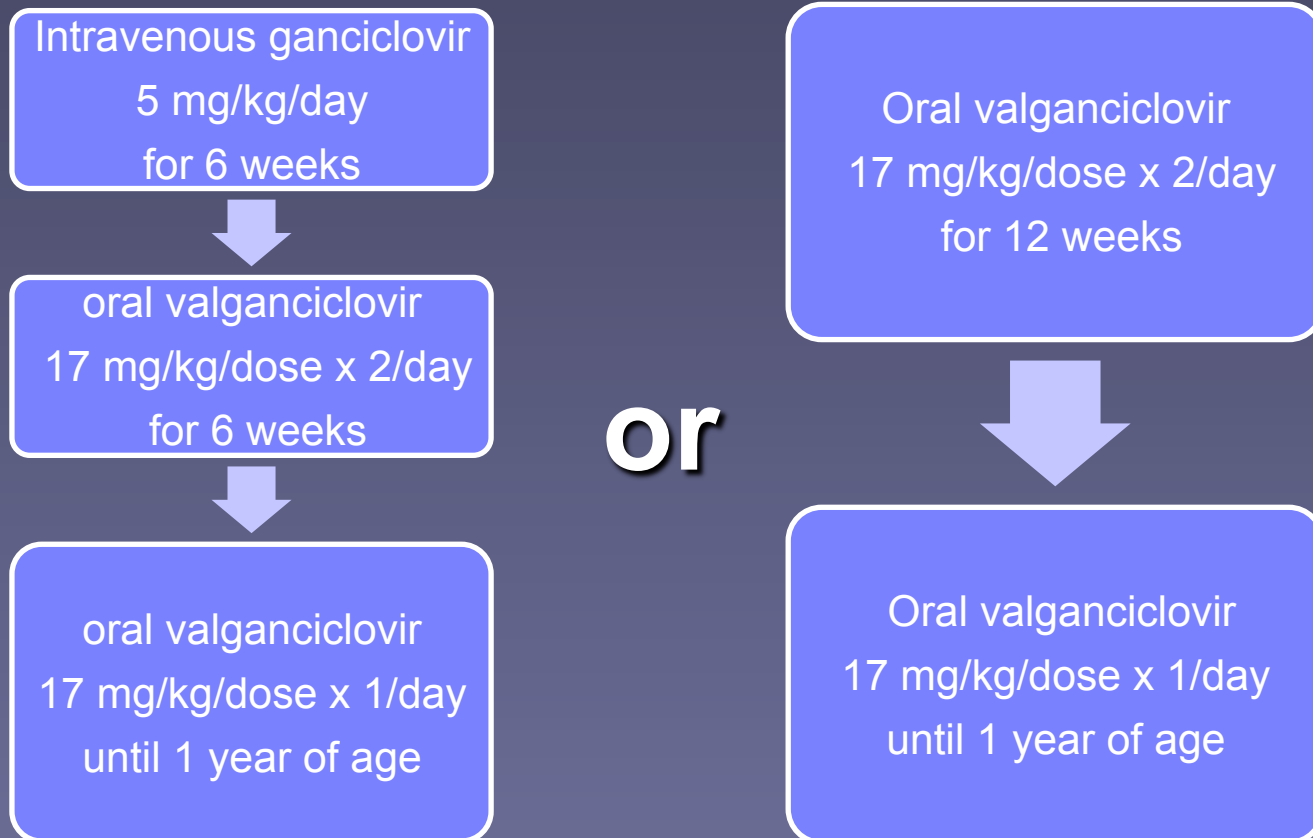 Intravenous ganciclovir
5 mg/kg/day
for 6 weeks
oral valganciclovir
17 mg/kg/dose x 2/day
for 6 weeks
oral valganciclovir
17 mg/kg/dose x 1/day
until 1 year of age
or
Oral valganciclovir
17 mg/kg/dose x 2/day
for 12 weeks
Oral valganciclovir
17 mg/kg/dose x 1/day
until 1 year of age